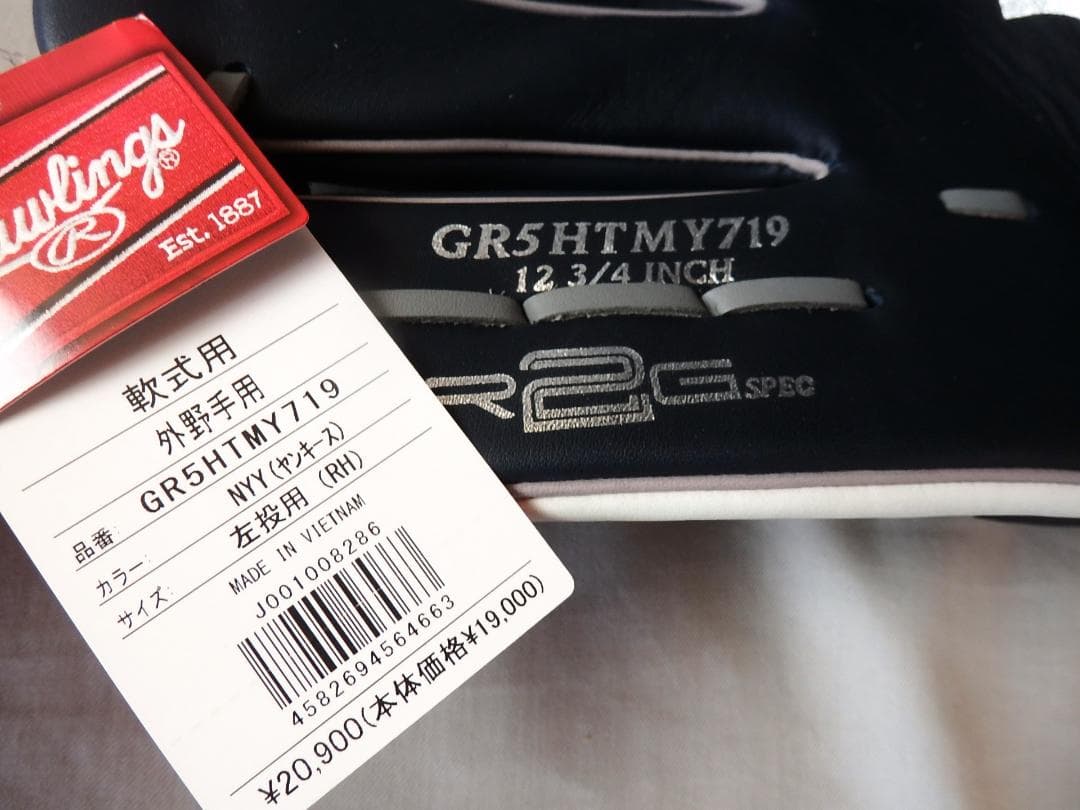 Rawlings®
R
Est. 1887
軟式用
外野手用
品番: GR5HTMY719
カラー: NYY(ヤンキース)
サイズ: 左投用 (RH)
MADE IN VIETNAM
J001008286
4582694564663
¥20,900(本体価格¥19,000)
GR5HTMY719
12 3/4 INCH
R2G SPEC